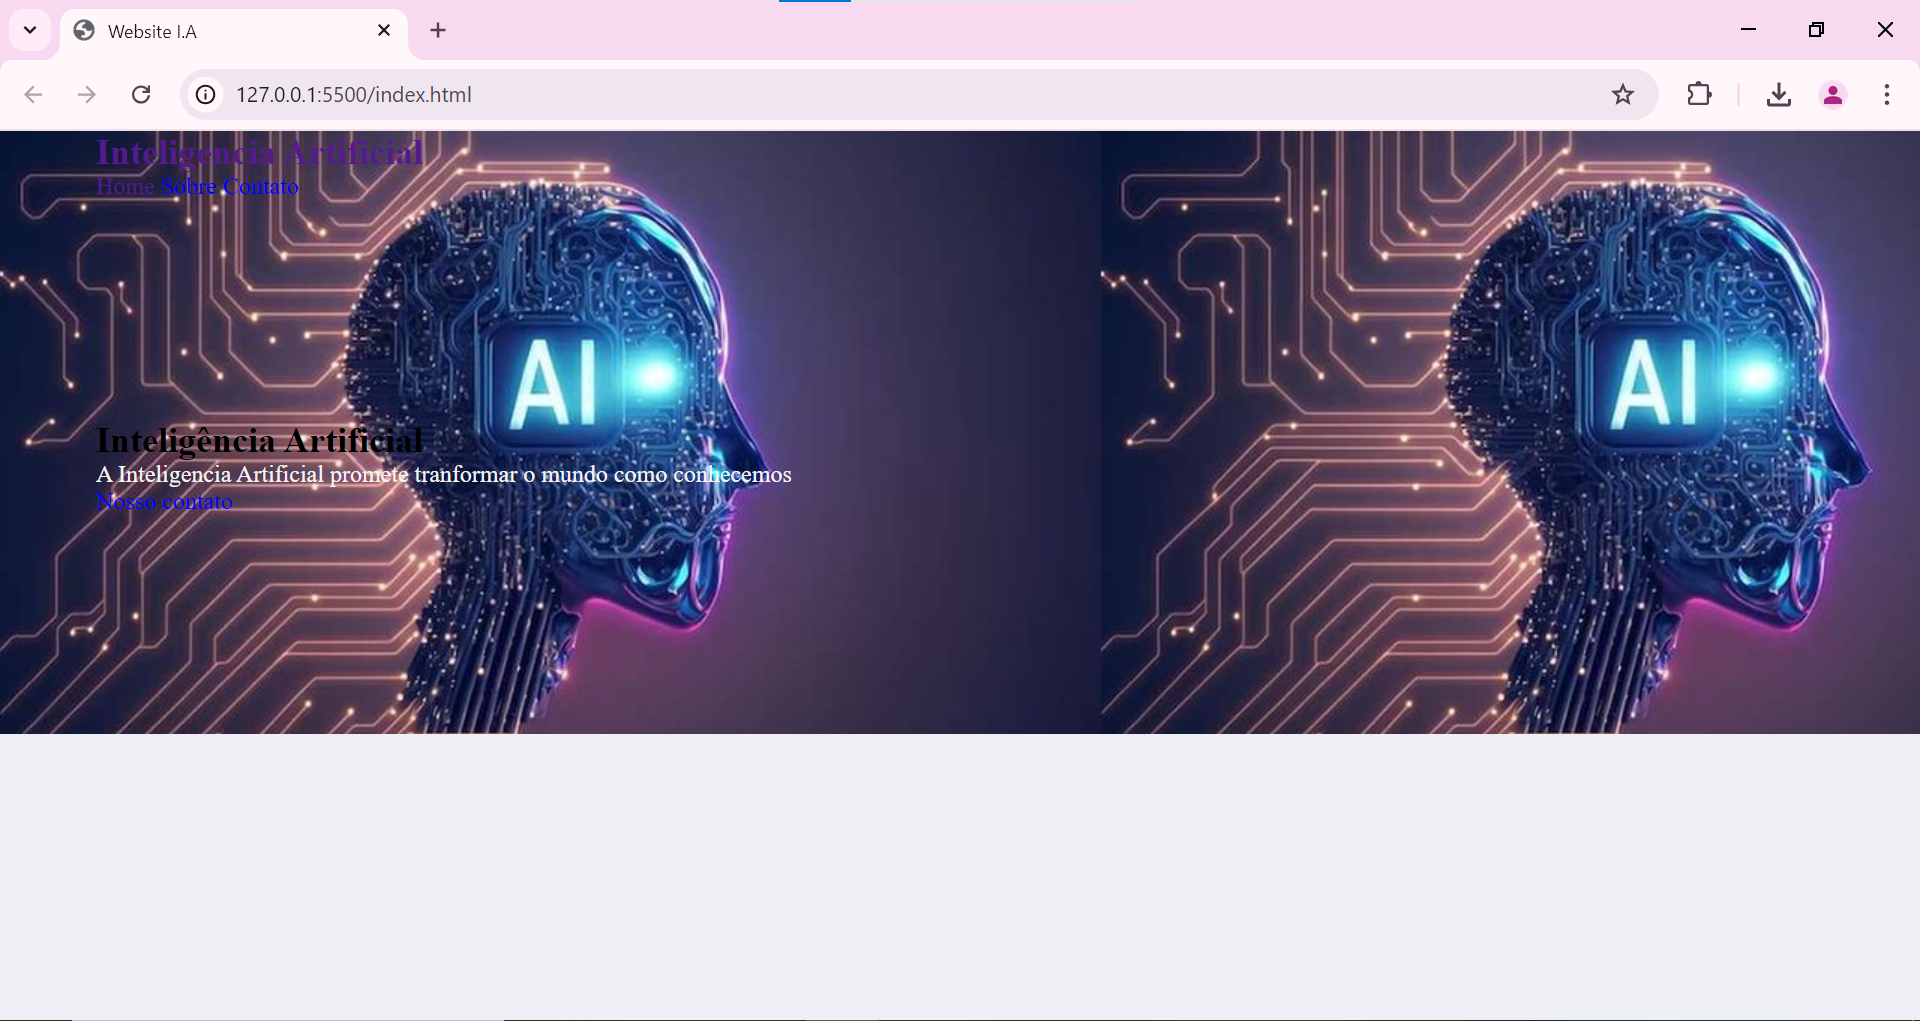 Website I.A
127.0.0.1:5500/index.html
Inteligencia Artificial
Home Sobre Contato
AI
AI
Inteligência Artificial
A Inteligencia Artificial promete tranformar o mundo como conhecemos
Nosso contato